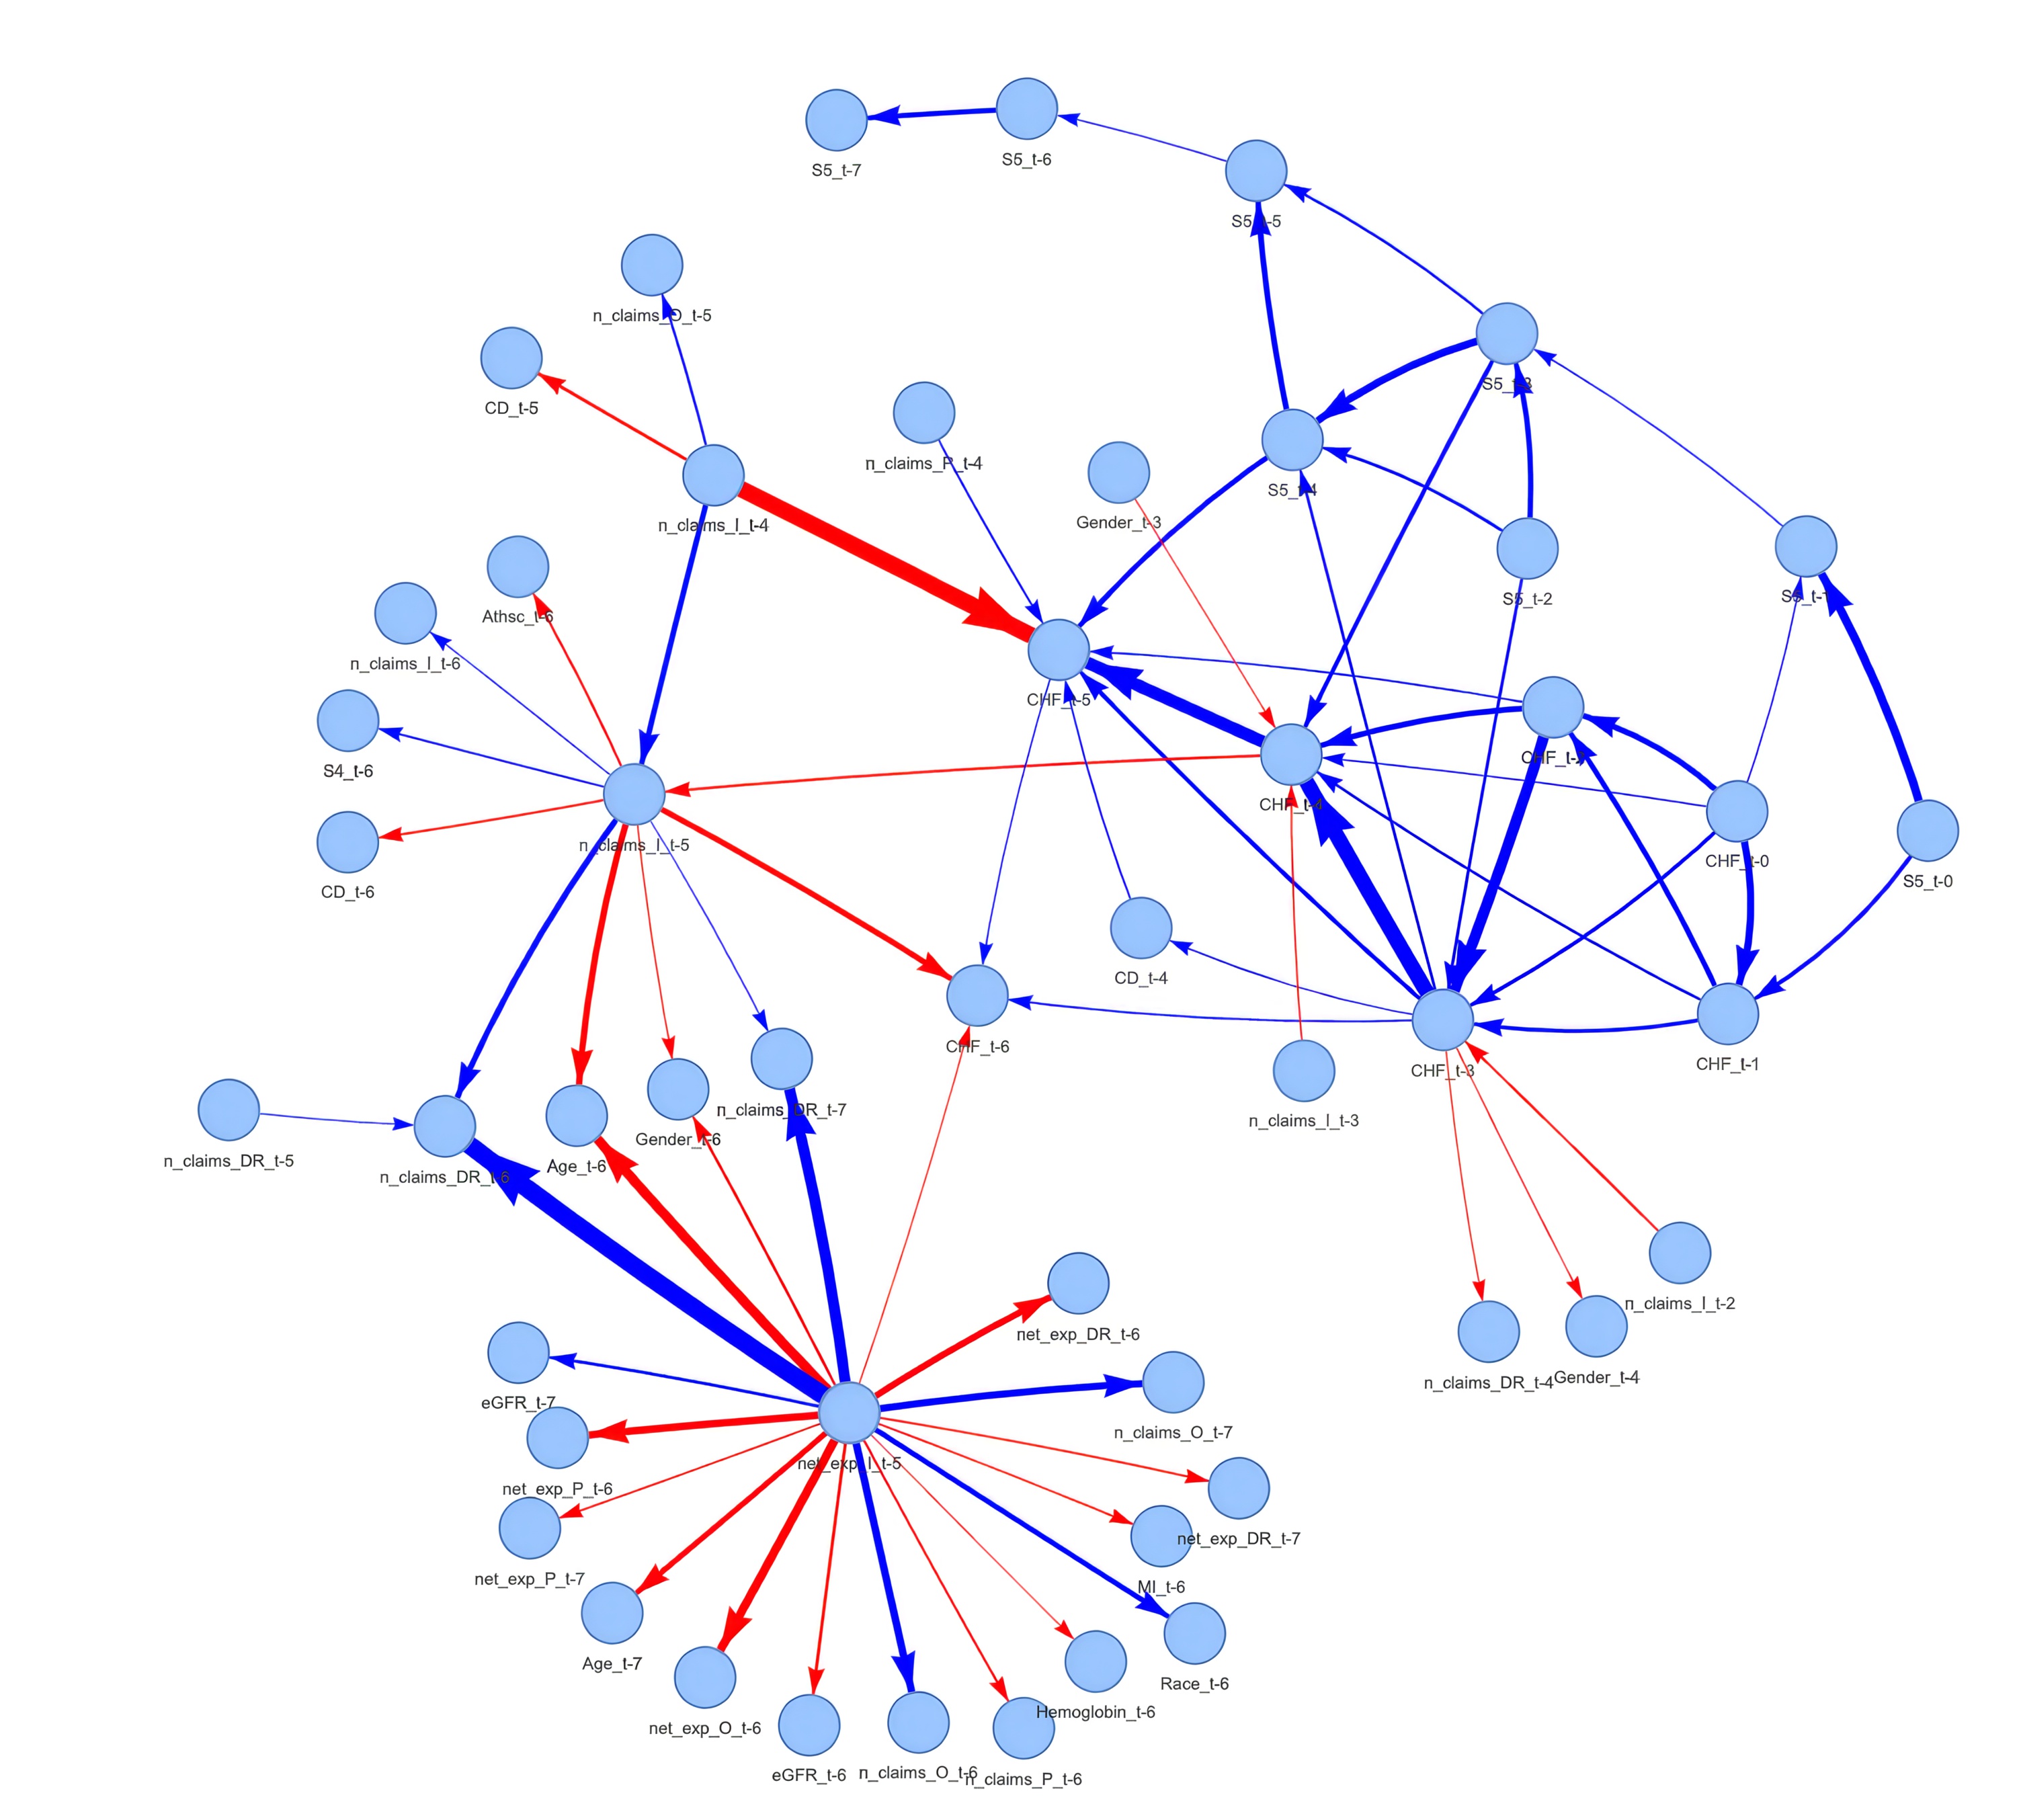 S5_t-7
S5_t-6
S5_t-5
n_claims_O_t-5
CD_t-5
S5_t-3
n_claims_P_t-4
S5_t-4
Gender_t-3
n_claims_I_t-4
S5_t-2
S5_t-1
Athsc_t-6
n_claims_I_t-6
CHF_t-5
CHF_t-2
S4_t-6
CHF_t-4
n_claims_I_t-5
CHF_t-0
S5_t-0
CD_t-6
CD_t-4
CHF_t-6
CHF_t-3
CHF_t-1
n_claims_DR_t-7
n_claims_I_t-3
Gender_t-6
n_claims_DR_t-5
Age_t-6
n_claims_DR_t-6
n_claims_I_t-2
net_exp_DR_t-6
n_claims_DR_t-4
Gender_t-4
eGFR_t-7
n_claims_O_t-7
net_exp_I_t-5
net_exp_P_t-6
net_exp_DR_t-7
net_exp_P_t-7
MI_t-6
Age_t-7
Race_t-6
Hemoglobin_t-6
net_exp_O_t-6
eGFR_t-6
n_claims_O_t-6
n_claims_P_t-6